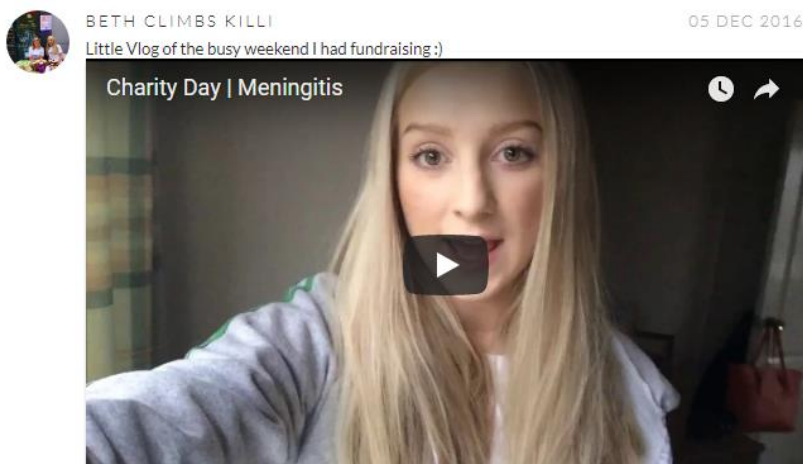 BETH CLIMBS KILLI
05 DEC 2016
Little Vlog of the busy weekend I had fundraising :)
Charity Day | Meningitis